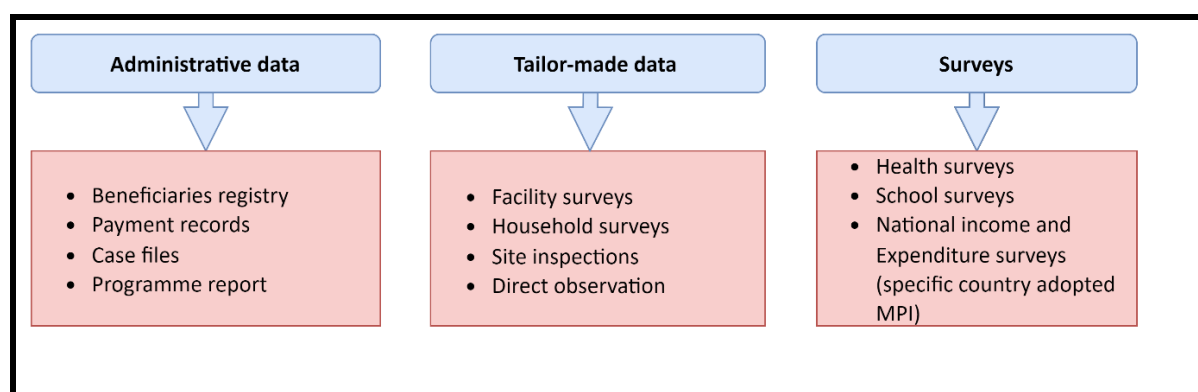 Administrative data
Beneficiaries registry
Payment records
Case files
Programme report
Tailor-made data
Facility surveys
Household surveys
Site inspections
Direct observation
Surveys
Health surveys
School surveys
National income and
Expenditure surveys
(specific country adopted
MPI)